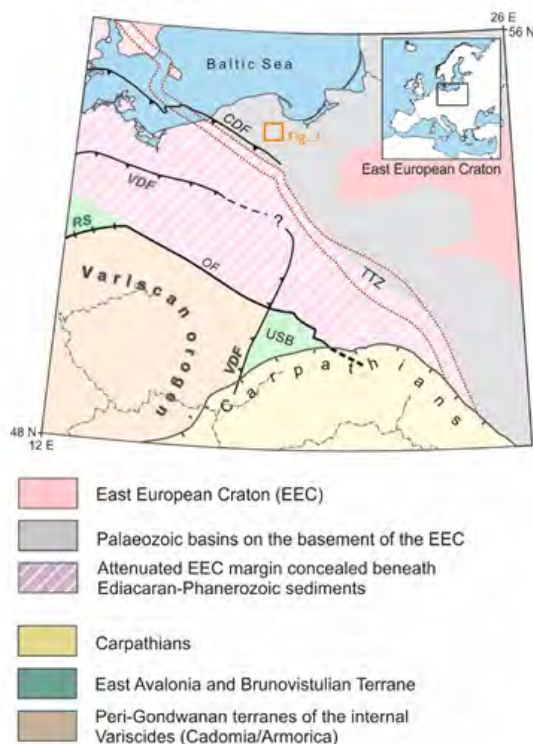 26 E
56 N
Baltic Sea
East European Craton
CDF
VDF
?
RS
OF
TTZ
Variscan
orogen
VDF
USB
Carpathians
48 N
12 E
East European Craton (EEC)
Palaeozoic basins on the basement of the EEC
Attenuated EEC margin concealed beneath
Ediacaran-Phanerozoic sediments
Carpathians
East Avalonia and Brunovistulian Terrane
Peri-Gondwanan terranes of the internal
Variscides (Cadomia/Armorica)